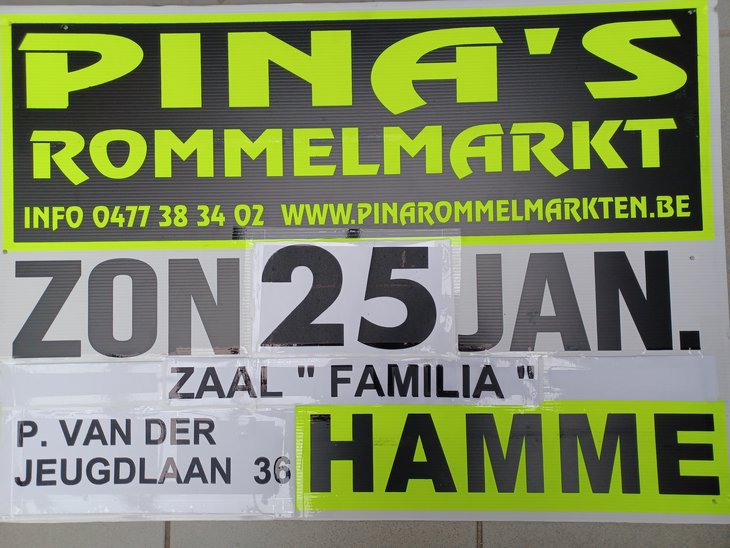 PINA'S
ROMMELMARKT
INFO 0477 38 34 02 WWW.PINAROMMELMARKTEN.BE
ZON 25 JAN.
ZAAL " FAMILIA "
P. VAN DER
JEUGDLAAN 36
HAMME